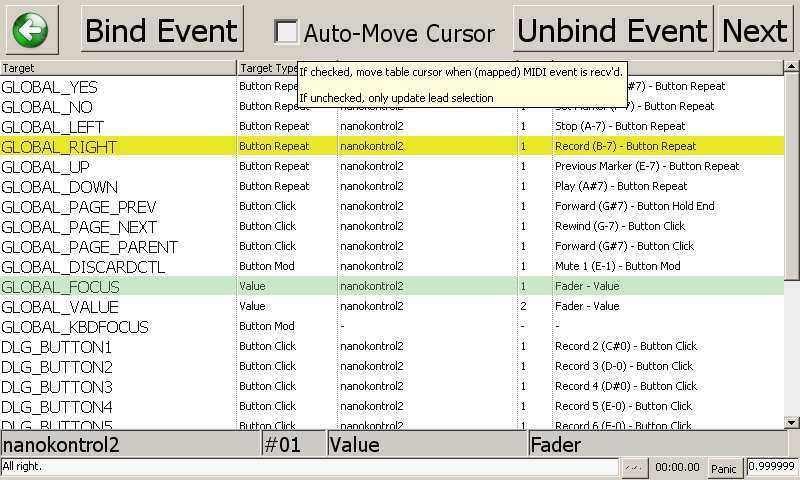 Bind Event Auto-Move Cursor Unbind Event Next
Target Target Type
If checked, move table cursor when (mapped) MIDI event is recv'd.
If unchecked, only update lead selection
GLOBAL_YES Button Repeat #7) - Button Repeat
GLOBAL_NO Button Repeat nanokontrol2 1 - Button Repeat
GLOBAL_LEFT Button Repeat nanokontrol2 1 Stop (A-7) - Button Repeat
GLOBAL_RIGHT Button Repeat nanokontrol2 1 Record (B-7) - Button Repeat
GLOBAL_UP Button Repeat nanokontrol2 1 Previous Marker (E-7) - Button Repeat
GLOBAL_DOWN Button Repeat nanokontrol2 1 Play (A#7) - Button Repeat
GLOBAL_PAGE_PREV Button Click nanokontrol2 1 Forward (G#7) - Button Hold End
GLOBAL_PAGE_NEXT Button Click nanokontrol2 1 Rewind (G-7) - Button Click
GLOBAL_PAGE_PARENT Button Click nanokontrol2 1 Forward (G#7) - Button Click
GLOBAL_DISCARDCTL Button Mod nanokontrol2 1 Mute 1 (E-1) - Button Mod
GLOBAL_FOCUS Value nanokontrol2 1 Fader - Value
GLOBAL_VALUE Value nanokontrol2 2 Fader - Value
GLOBAL_KBDFOCUS Button Mod - - -
DLG_BUTTON1 Button Click nanokontrol2 1 Record 2 (C#0) - Button Click
DLG_BUTTON2 Button Click nanokontrol2 1 Record 3 (D-0) - Button Click
DLG_BUTTON3 Button Click nanokontrol2 1 Record 4 (D#0) - Button Click
DLG_BUTTON4 Button Click nanokontrol2 1 Record 5 (E-0) - Button Click
DLG_BUTTON5 Button Click nanokontrol2 1 Record 6 (F-0) - Button Click
nanokontrol2 #01 Value Fader
All right. -.-- 00:00.00 Panic 0.999999